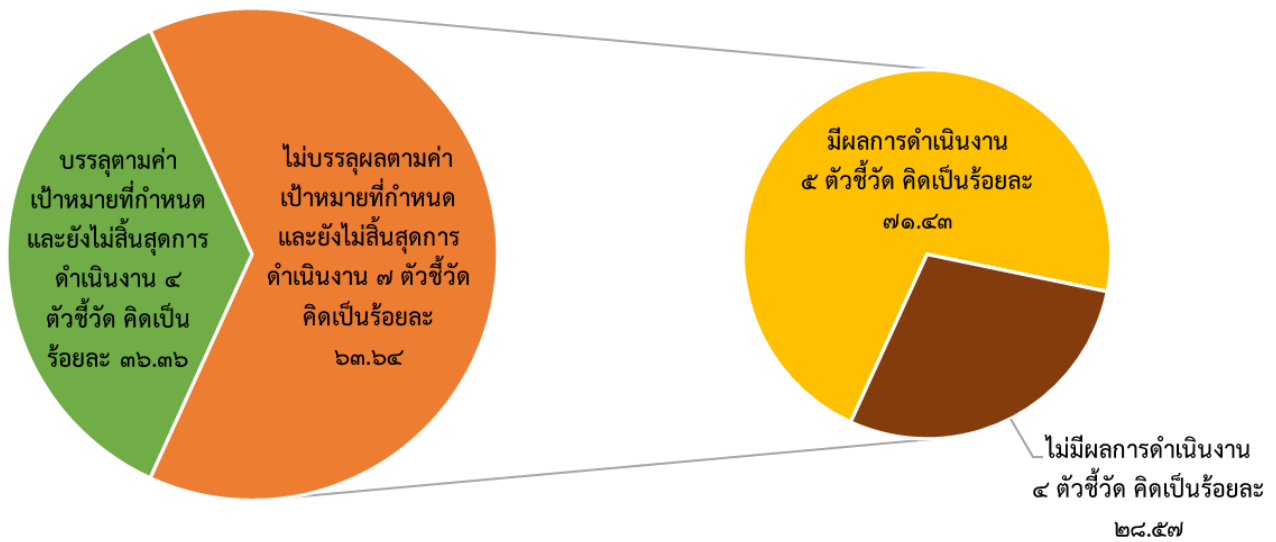 บรรลุตามค่า
เป้าหมายที่กำหนด
และยังไม่สิ้นสุดการ
ดำเนินงาน ๔
ตัวชี้วัด คิดเป็น
ร้อยละ ๓๖.๓๖
ไม่บรรลุผลตามค่า
เป้าหมายที่กำหนด
และยังไม่สิ้นสุดการ
ดำเนินงาน ๗ ตัวชี้วัด
คิดเป็นร้อยละ
๖๓.๖๔
มีผลการดำเนินงาน
๕ ตัวชี้วัด คิดเป็นร้อยละ
๗๑.๔๓
ไม่มีผลการดำเนินงาน
๔ ตัวชี้วัด คิดเป็นร้อยละ
๒๘.๕๗